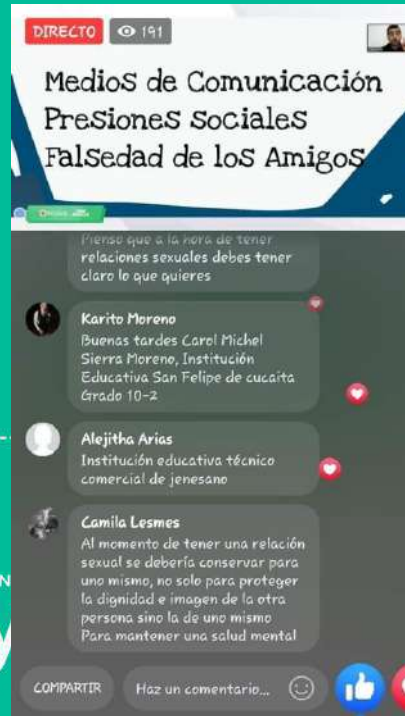 DIRECTO
191
Medios de Comunicación
Presiones sociales
Falsedad de los Amigos
Pienso que a la hora de tener
relaciones sexuales debes tener
claro lo que quieres
Karito Moreno
Buenas tardes Carol Michel
Sierra Moreno, Institución
Educativa San Felipe de cucaita
Grado 10-2
Alejitha Arias
Institución educativa técnico
comercial de jenesano
Camila Lesmes
Al momento de tener una relación
sexual se debería conservar para
uno mismo, no solo para proteger
la dignidad e imagen de la otra
persona sino la de uno mismo
Para mantener una salud mental
COMPARTIR
Haz un comentario...